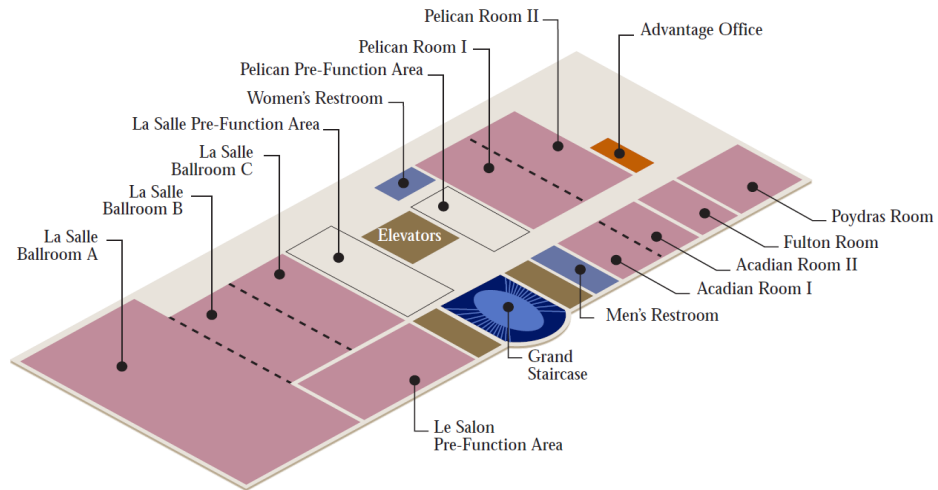 Pelican Room II
Advantage Office
Pelican Room I
Pelican Pre-Function Area
Women's Restroom
La Salle Pre-Function Area
La Salle
Ballroom C
La Salle
Ballroom B
La Salle
Ballroom A
Elevators
Poydras Room
Fulton Room
Acadian Room II
Acadian Room I
Men's Restroom
Grand
Staircase
Le Salon
Pre-Function Area